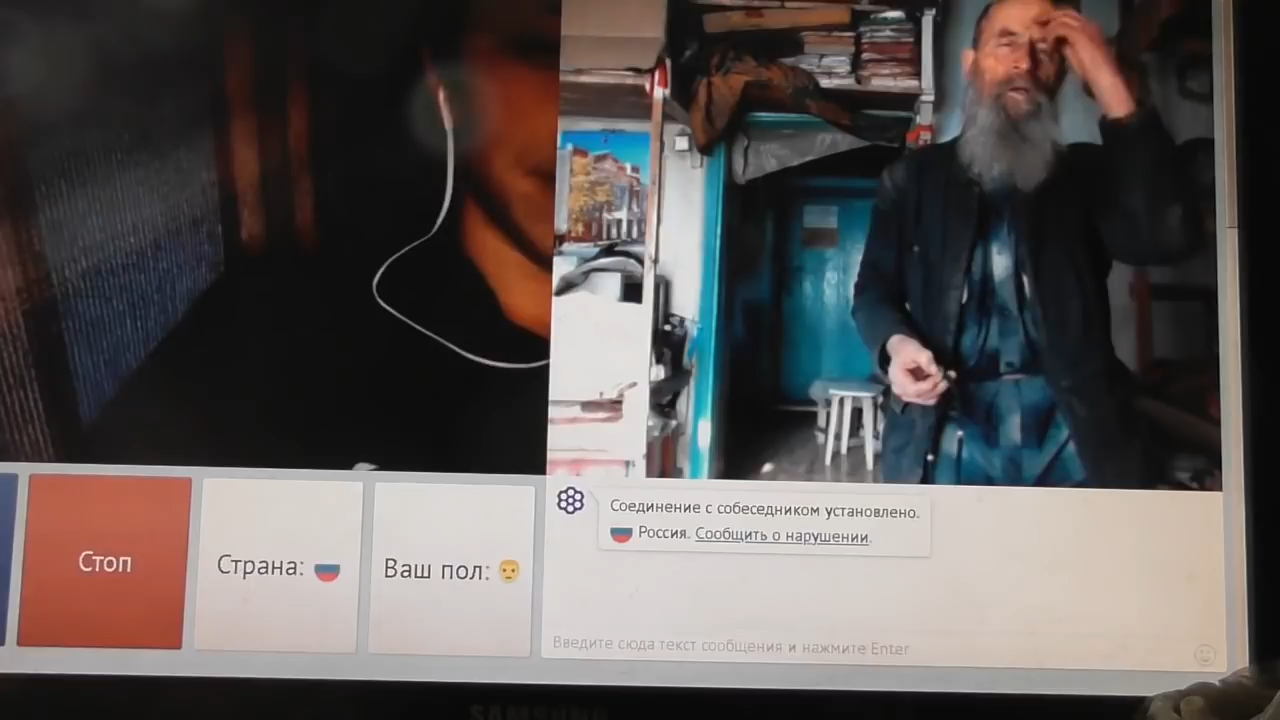 Стоп
Страна:
Ваш пол:
Соединение с собеседником установлено.
Россия. Сообщить о нарушении.
Введите сюда текст сообщения и нажмите Enter
SAMSUNG